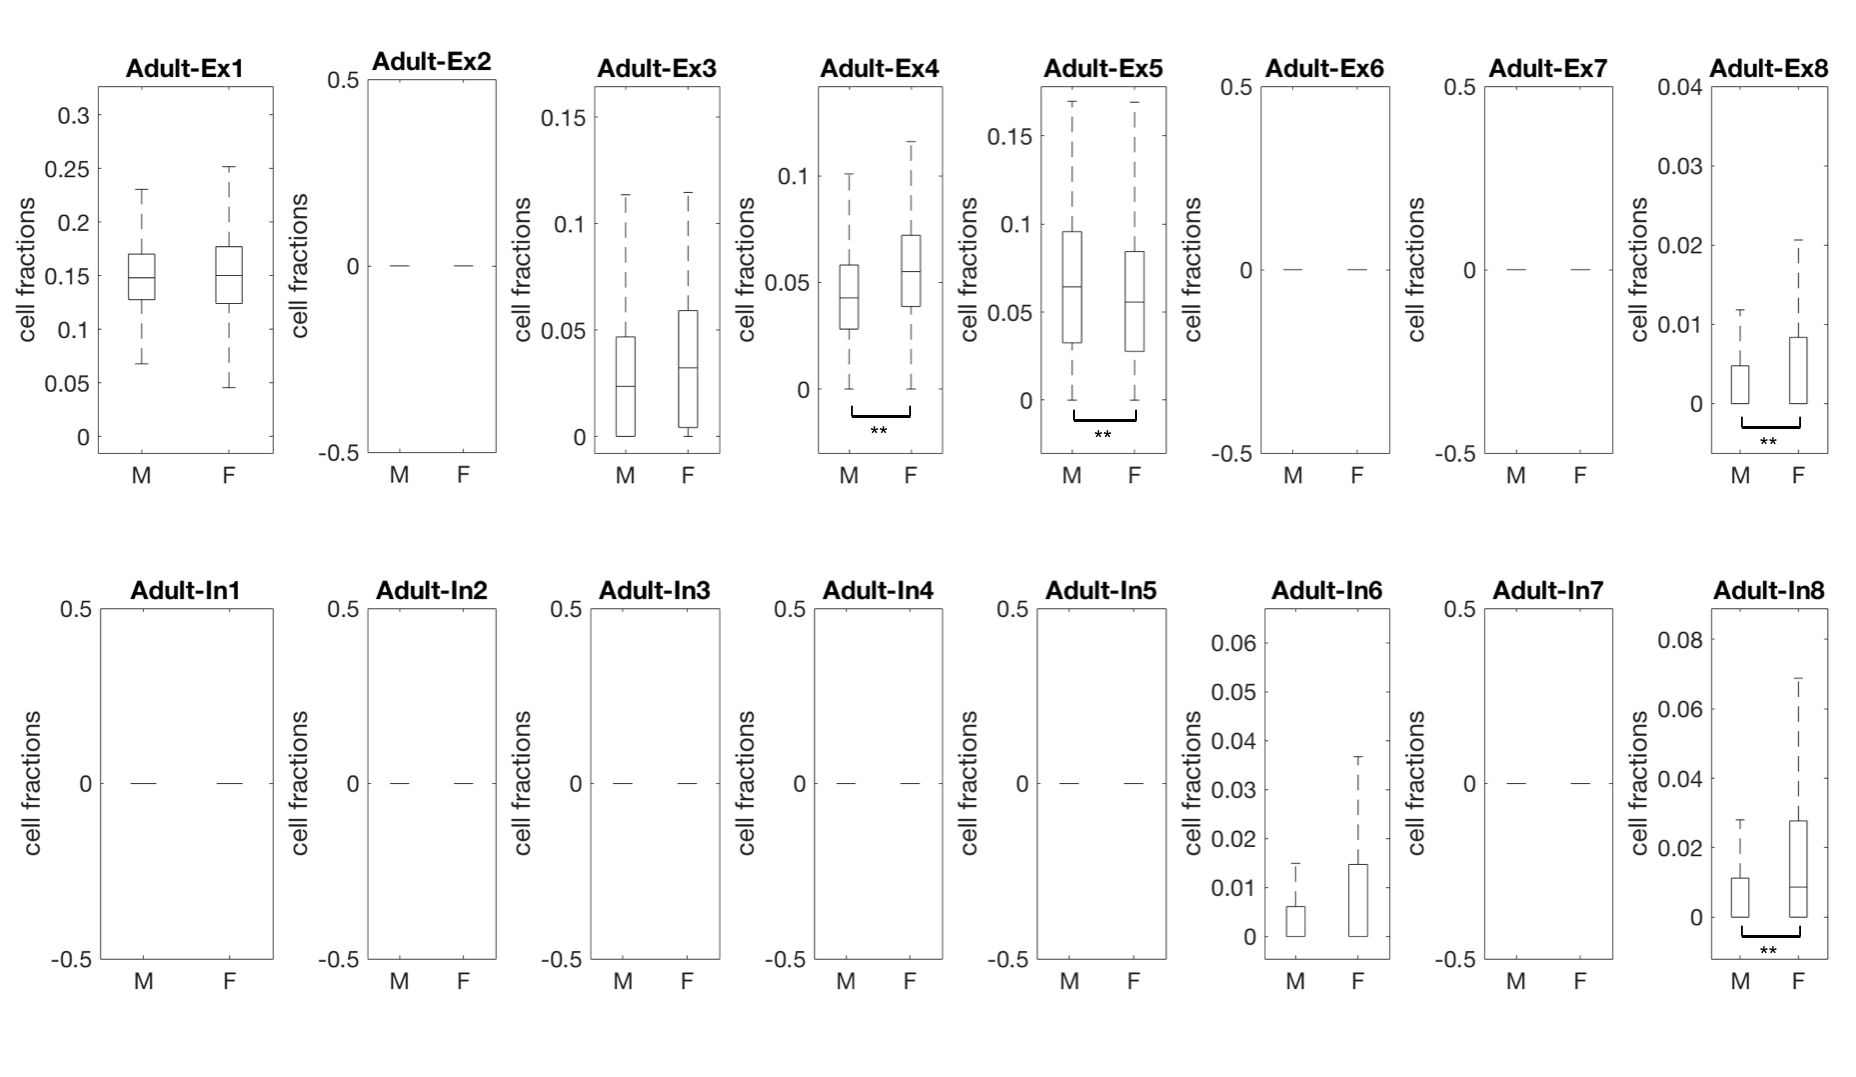 Adult-Ex1
cell fractions
0.3
0.25
0.2
0.15
0.1
0.05
0
M F
Adult-Ex2
cell fractions
0.5
0
-0.5
M F
Adult-Ex3
cell fractions
0.15
0.1
0.05
0
M F
Adult-Ex4
cell fractions
0.1
0.05
0
**
M F
Adult-Ex5
cell fractions
0.15
0.1
0.05
0
**
M F
Adult-Ex6
cell fractions
0.5
0
-0.5
M F
Adult-Ex7
cell fractions
0.5
0
-0.5
M F
Adult-Ex8
cell fractions
0.04
0.03
0.02
0.01
0
**
M F
Adult-In1
cell fractions
0.5
0
-0.5
M F
Adult-In2
cell fractions
0.5
0
-0.5
M F
Adult-In3
cell fractions
0.5
0
-0.5
M F
Adult-In4
cell fractions
0.5
0
-0.5
M F
Adult-In5
cell fractions
0.5
0
-0.5
M F
Adult-In6
cell fractions
0.06
0.05
0.04
0.03
0.02
0.01
0
M F
Adult-In7
cell fractions
0.5
0
-0.5
M F
Adult-In8
cell fractions
0.08
0.06
0.04
0.02
0
**
M F